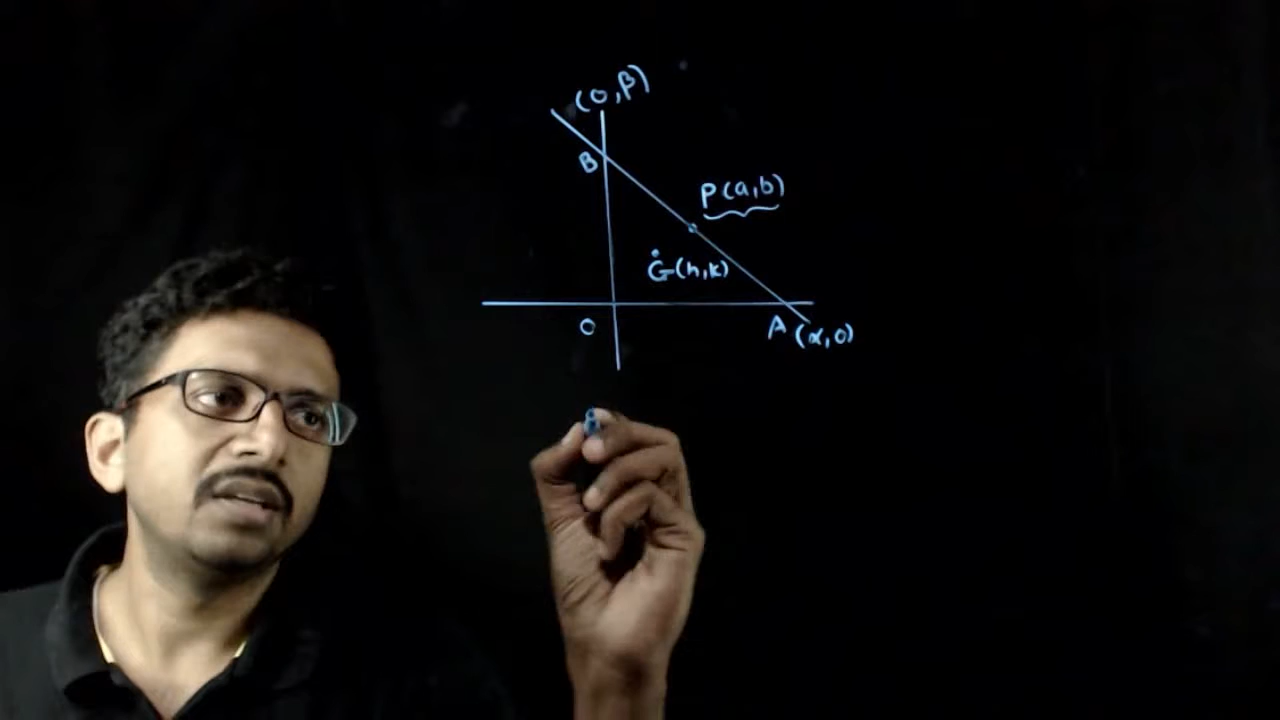 (0,β)
B
P(a,b)
G(h,k)
O
A (α,0)